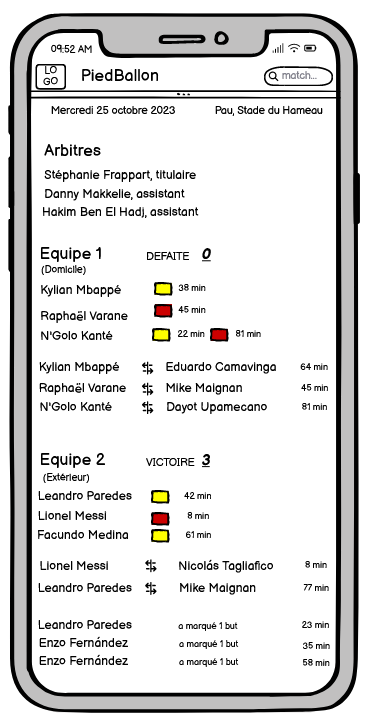 09:52 AM
LO
GO
PiedBallon
match...
Mercredi 25 octobre 2023 Pau, Stade du Hameau
Arbitres
Stéphanie Frappart, titulaire
Danny Makkelie, assistant
Hakim Ben El Hadj, assistant
Equipe 1 DEFAITE 0
(Domicile)
Kylian Mbappé 38 min
Raphaël Varane 45 min
N'Golo Kanté 22 min 81 min
Kylian Mbappé Eduardo Camavinga 64 min
Raphaël Varane Mike Maignan 45 min
N'Golo Kanté Dayot Upamecano 81 min
Equipe 2 VICTOIRE 3
(Extérieur)
Leandro Paredes 42 min
Lionel Messi 8 min
Facundo Medina 61 min
Lionel Messi Nicolás Tagliafico 8 min
Leandro Paredes Mike Maignan 77 min
Leandro Paredes a marqué 1 but 23 min
Enzo Fernández a marqué 1 but 35 min
Enzo Fernández a marqué 1 but 58 min